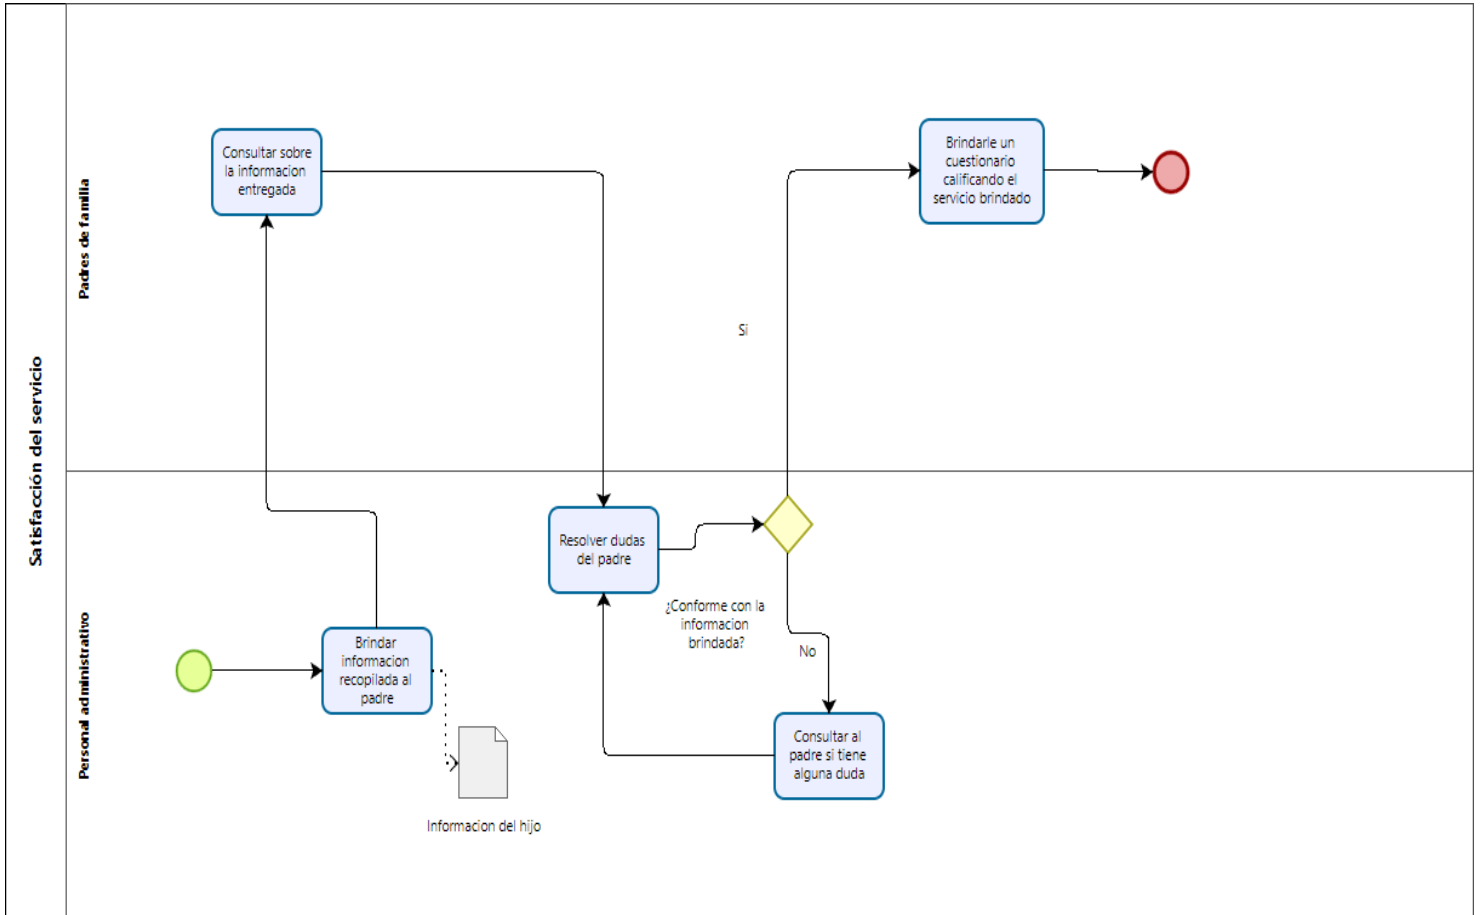 Satisfacción del servicio
Padres de familia
Personal administrativo
Consultar sobre
la informacion
entregada
Brindarle un
cuestionario
calificando el
servicio brindado
Si
Resolver dudas
del padre
¿Conforme con la
informacion
brindada?
No
Brindar
informacion
recopilada al
padre
Consultar al
padre si tiene
alguna duda
Informacion del hijo